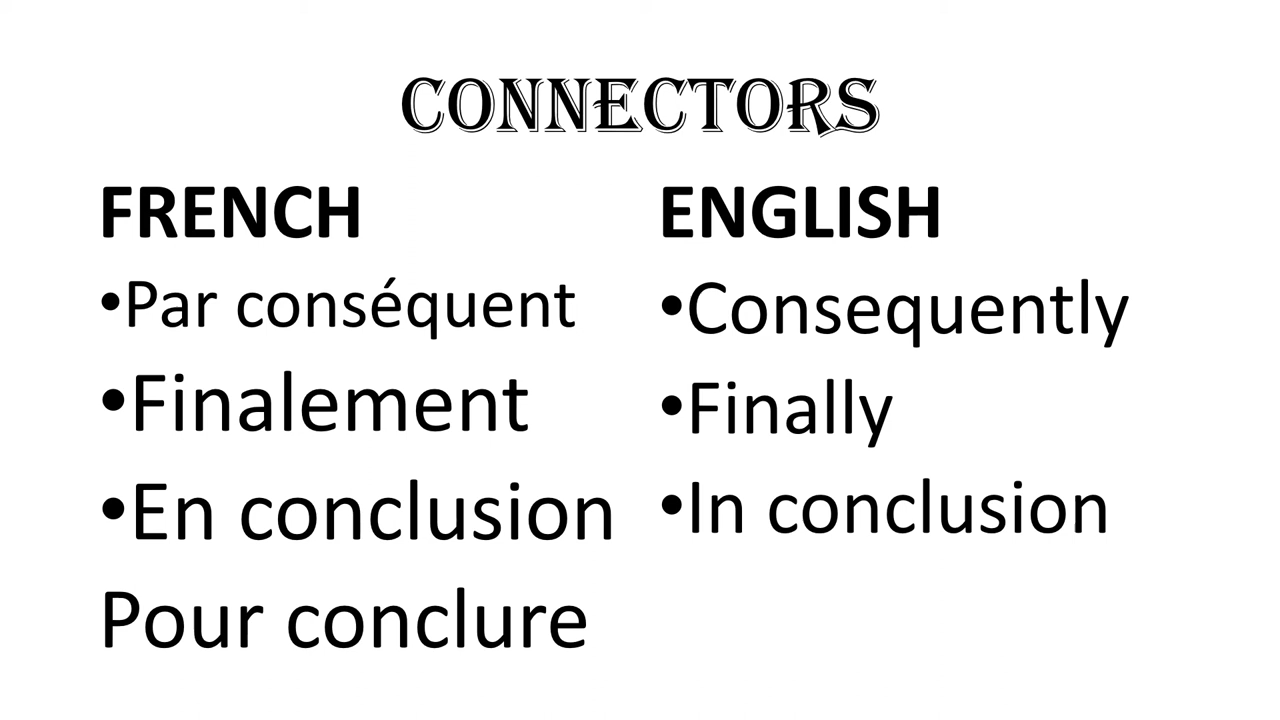 CONNECTORS
FRENCH
•Par conséquent
•Finalement
•En conclusion
Pour conclure
ENGLISH
•Consequently
•Finally
•In conclusion